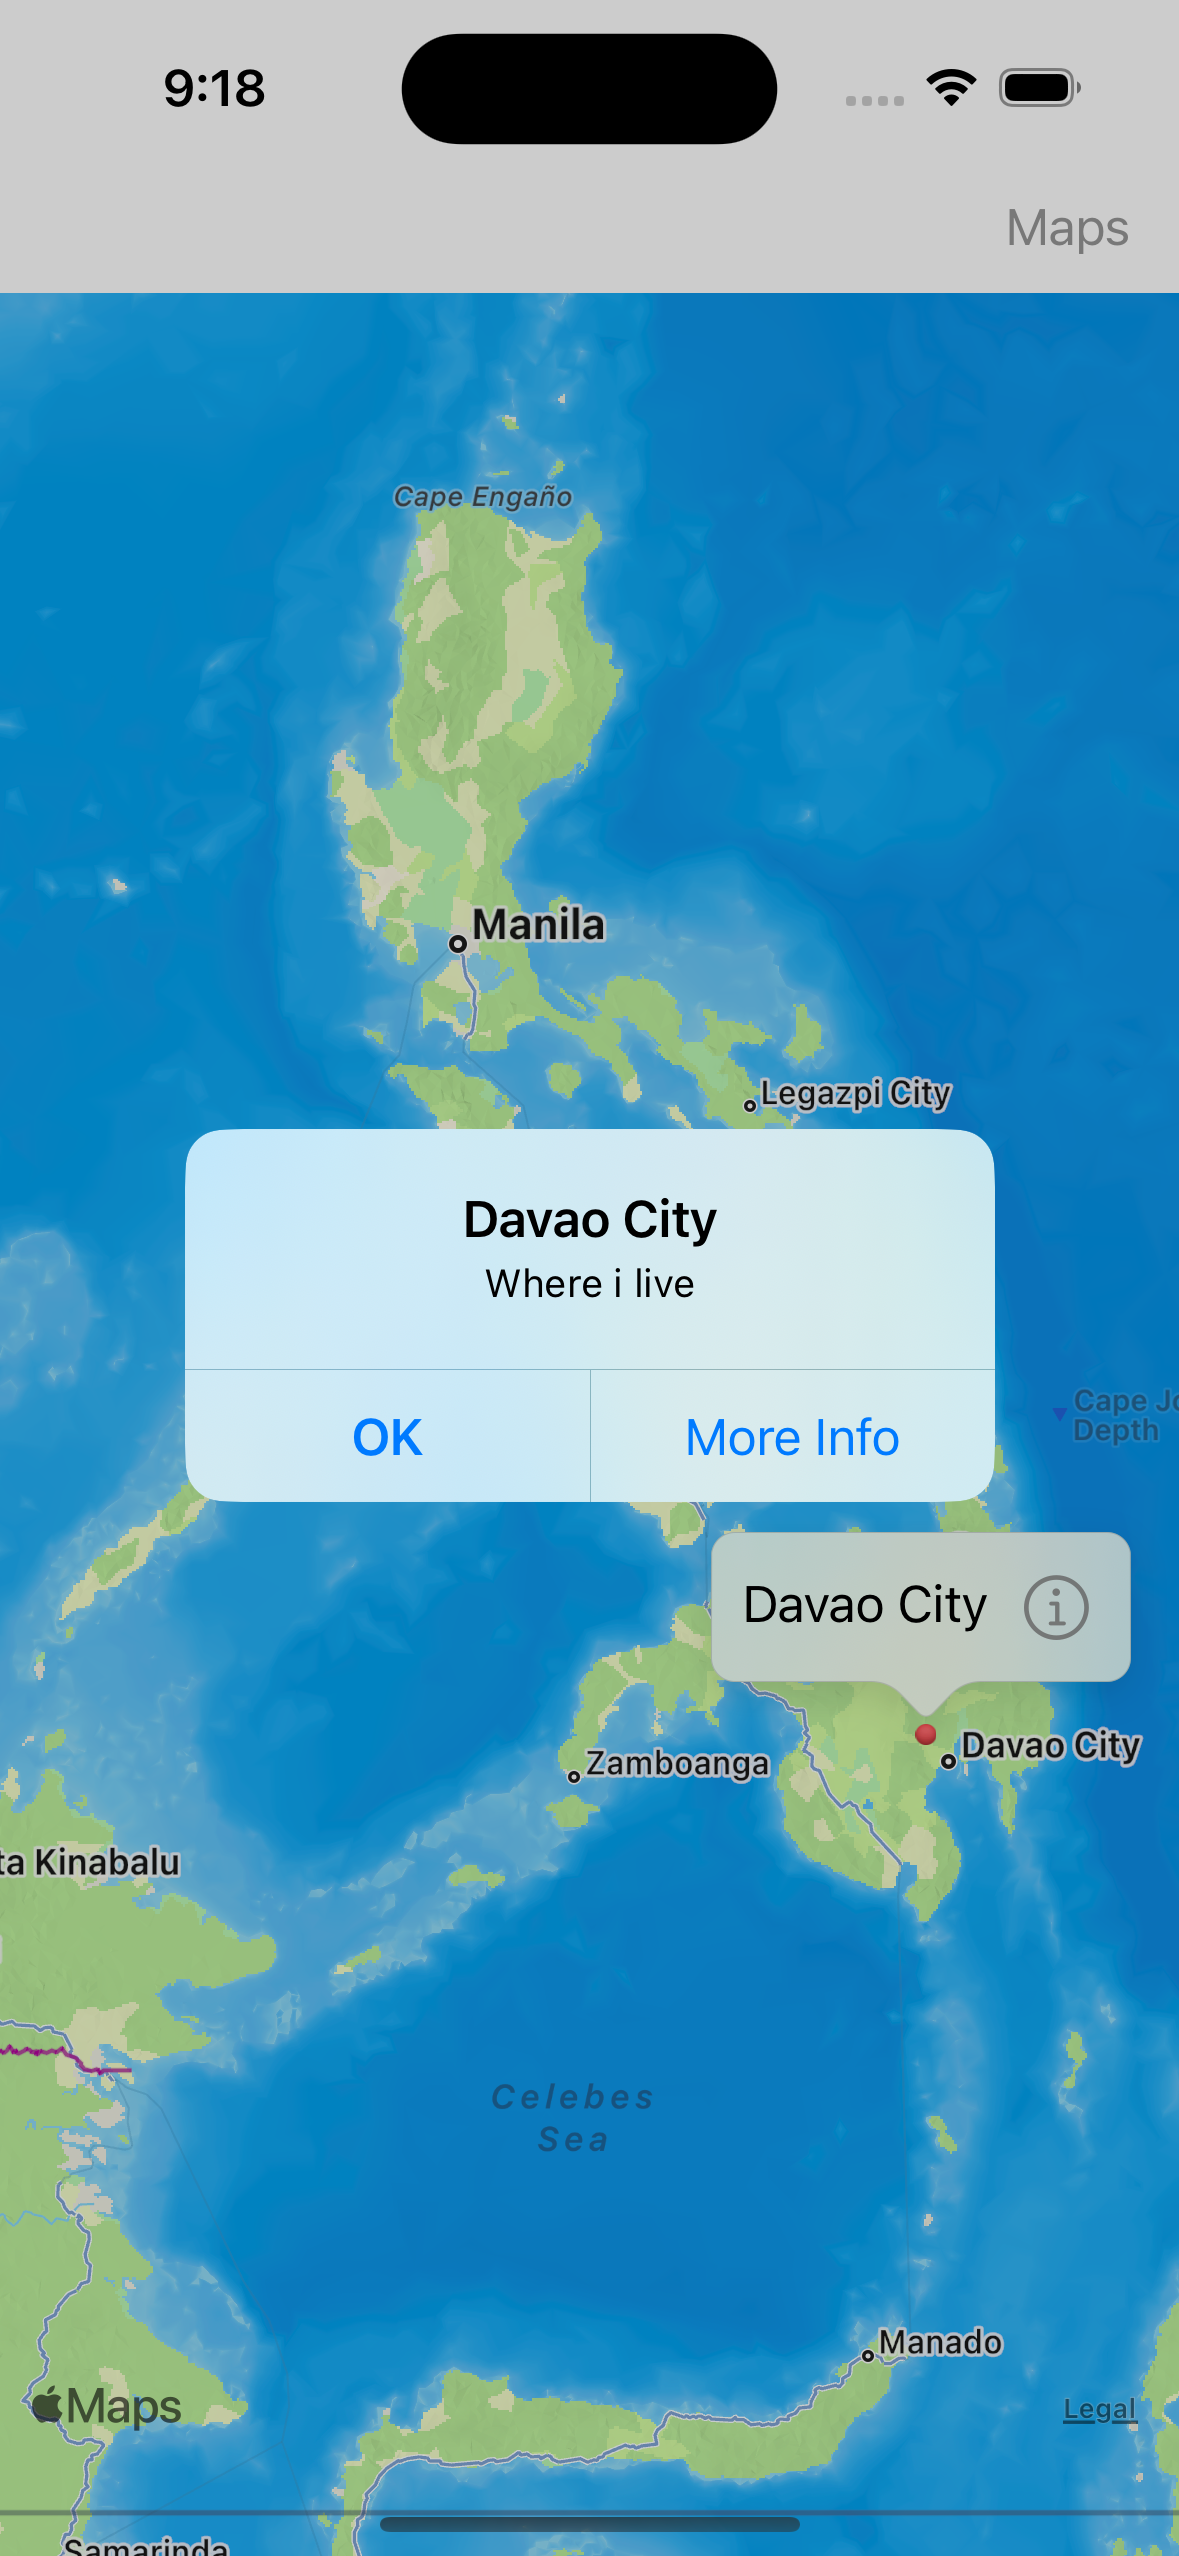 9:18
Maps
Cape Engaño
Manila
Legazpi City
Davao City
Where i live
Cape Jo
Depth
OK
More Info
Davao City
Davao City
Zamboanga
ta Kinabalu
Celebes
Sea
Manado
Maps
Legal
Samarinda